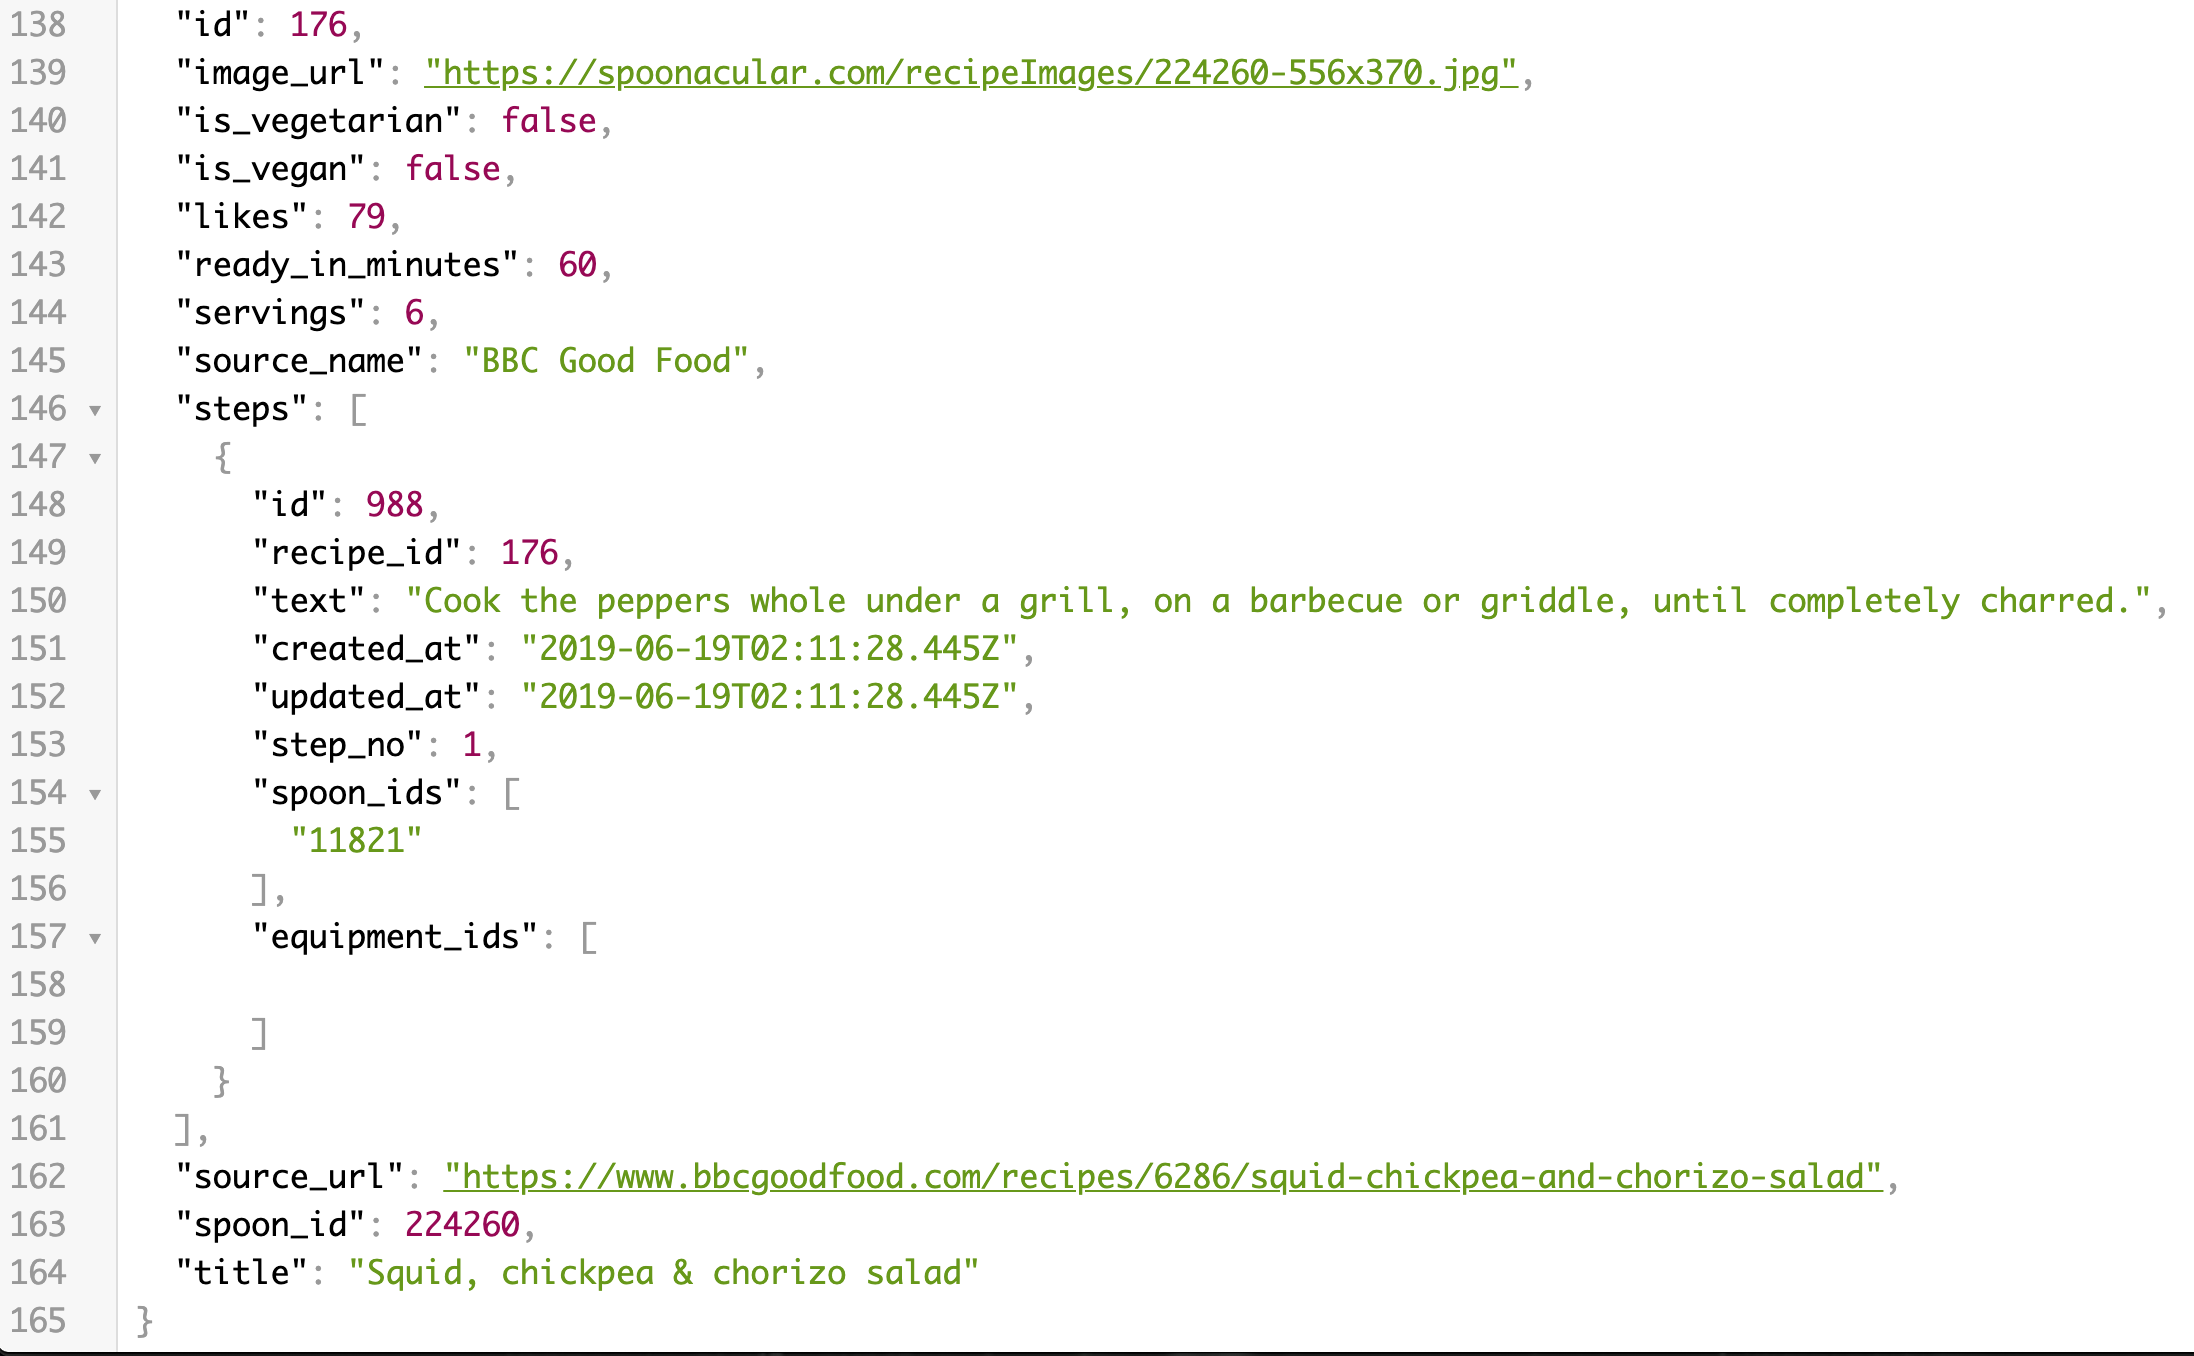 138 "id": 176,
139 "image_url": "https://spoonacular.com/recipeImages/224260-556x370.jpg",
140 "is_vegetarian": false,
141 "is_vegan": false,
142 "likes": 79,
143 "ready_in_minutes": 60,
144 "servings": 6,
145 "source_name": "BBC Good Food",
146 ▾ "steps": [
147 ▾ {
148 "id": 988,
149 "recipe_id": 176,
150 "text": "Cook the peppers whole under a grill, on a barbecue or griddle, until completely charred.",
151 "created_at": "2019-06-19T02:11:28.445Z",
152 "updated_at": "2019-06-19T02:11:28.445Z",
153 "step_no": 1,
154 ▾ "spoon_ids": [
155 "11821"
156 ],
157 ▾ "equipment_ids": [
158
159 ]
160 }
161 ],
162 "source_url": "https://www.bbcgoodfood.com/recipes/6286/squid-chickpea-and-chorizo-salad",
163 "spoon_id": 224260,
164 "title": "Squid, chickpea & chorizo salad"
165 }